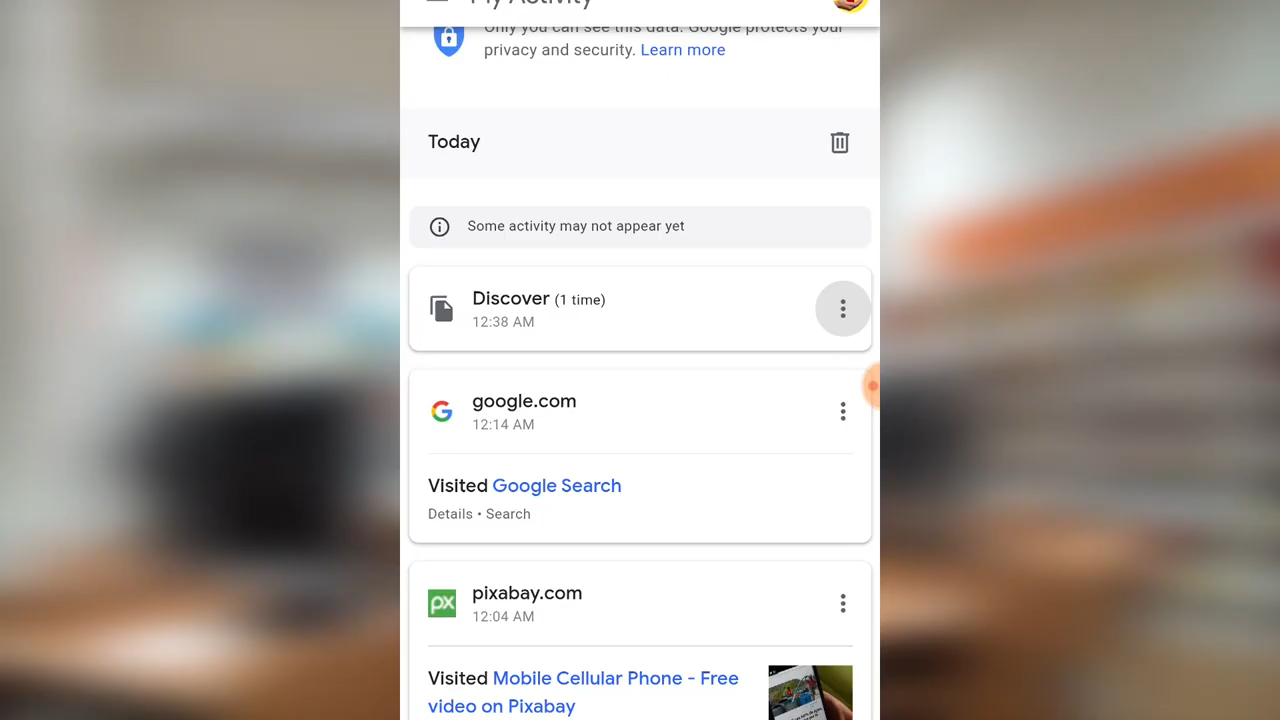 My Activity
Only you can see this data. Google protects your
privacy and security. Learn more
Today
Some activity may not appear yet
Discover (1 time)
12:38 AM
google.com
12:14 AM
Visited Google Search
Details • Search
px
pixabay.com
12:04 AM
Visited Mobile Cellular Phone - Free
video on Pixabay